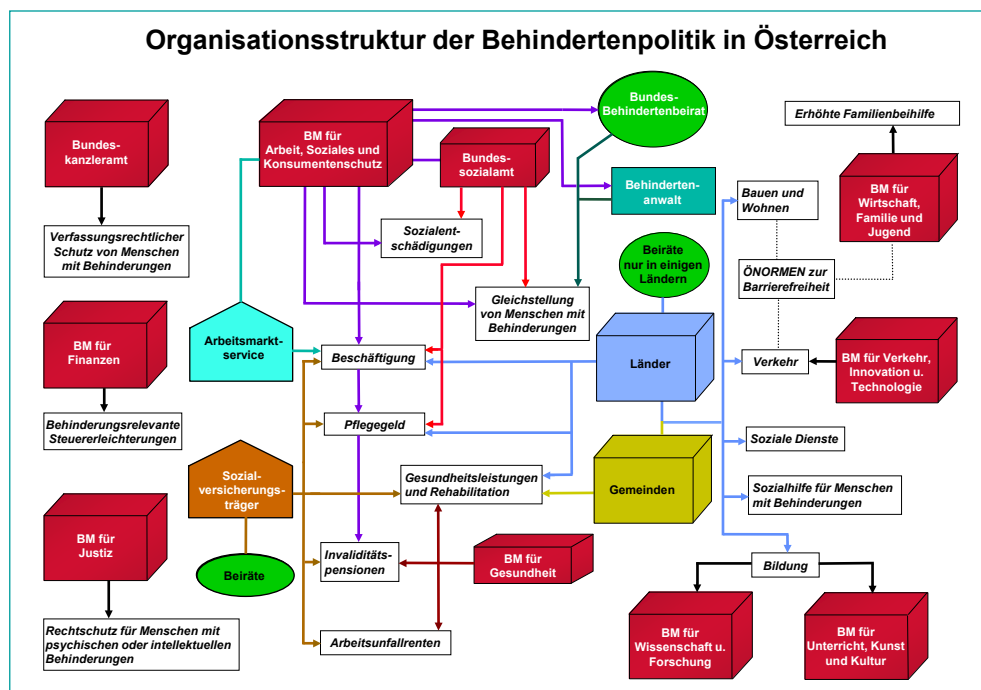 Organisationsstruktur der Behindertenpolitik in Österreich
Bundes-
kanzleramt
Verfassungsrechtlicher
Schutz von Menschen
mit Behinderungen
BM für
Finanzen
Behinderungsrelevante
Steuererleichterungen
BM für
Justiz
Rechtschutz für Menschen mit
psychischen oder intellektuellen
Behinderungen
BM für
Arbeit, Soziales und
Konsumentenschutz
Bundes-
sozialamt
Sozialent-
schädigungen
Bundes-
Behindertenbeirat
Behinderten-
anwalt
Beiräte
nur in einigen
Ländern
Gleichstellung
von Menschen mit
Behinderungen
Arbeitsmarkt-
service
Beschäftigung
Pflegegeld
Sozial-
versicherungs-
träger
Beiräte
Gesundheitsleistungen
und Rehabilitation
Invaliditäts-
pensionen
BM für
Gesundheit
Arbeitsunfallrenten
Länder
Gemeinden
Erhöhte Familienbeihilfe
BM für
Wirtschaft,
Familie und
Jugend
Bauen und
Wohnen
ÖNORMEN zur
Barrierefreiheit
Verkehr
BM für Verkehr,
Innovation u.
Technologie
Soziale Dienste
Sozialhilfe für Menschen
mit Behinderungen
Bildung
BM für
Wissenschaft u.
Forschung
BM für
Unterricht, Kunst
und Kultur